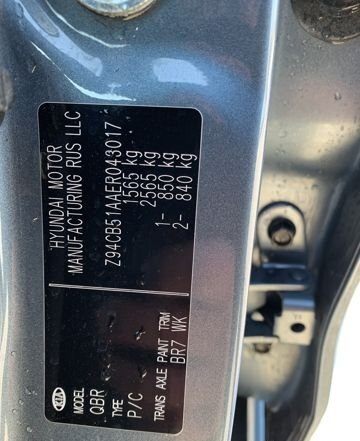 HYUNDAI MOTOR
MANUFACTURING RUS LLC
Z94CB51AAER043017
1565 kg
2565 kg
1– 850 kg
2– 840 kg
KIA
MODEL
QBR
TYPE
P/C
TRANS AXLE PAINT TRIM
BR7 WK